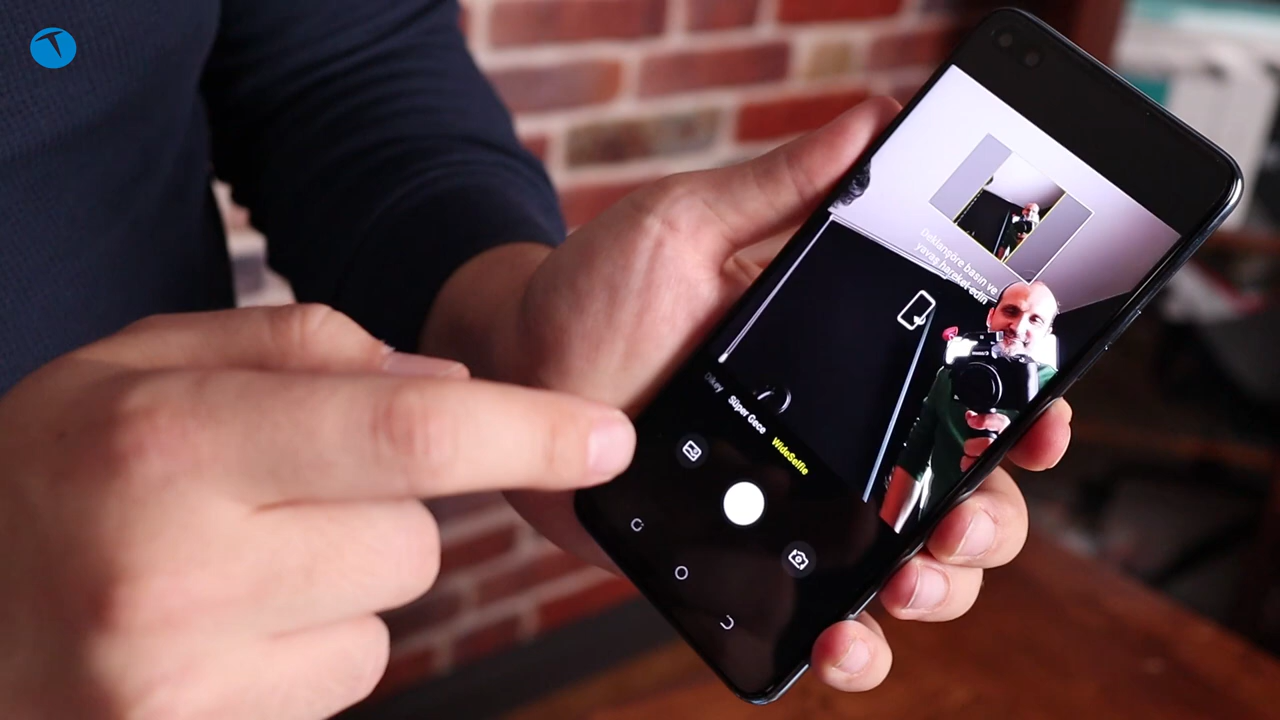 Deklanşöre basın ve
yavaş hareket edin
Dikey
Süper Gece
WideSelfie